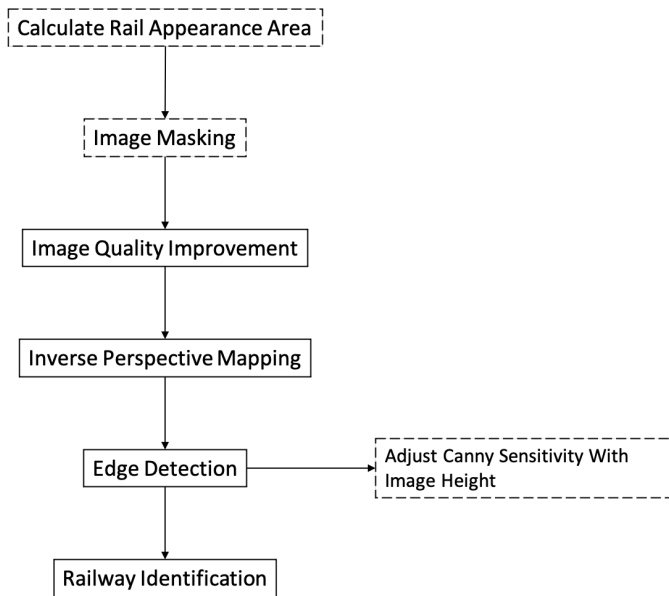 Calculate Rail Appearance Area
Image Masking
Image Quality Improvement
Inverse Perspective Mapping
Edge Detection
Adjust Canny Sensitivity With
Image Height
Railway Identification